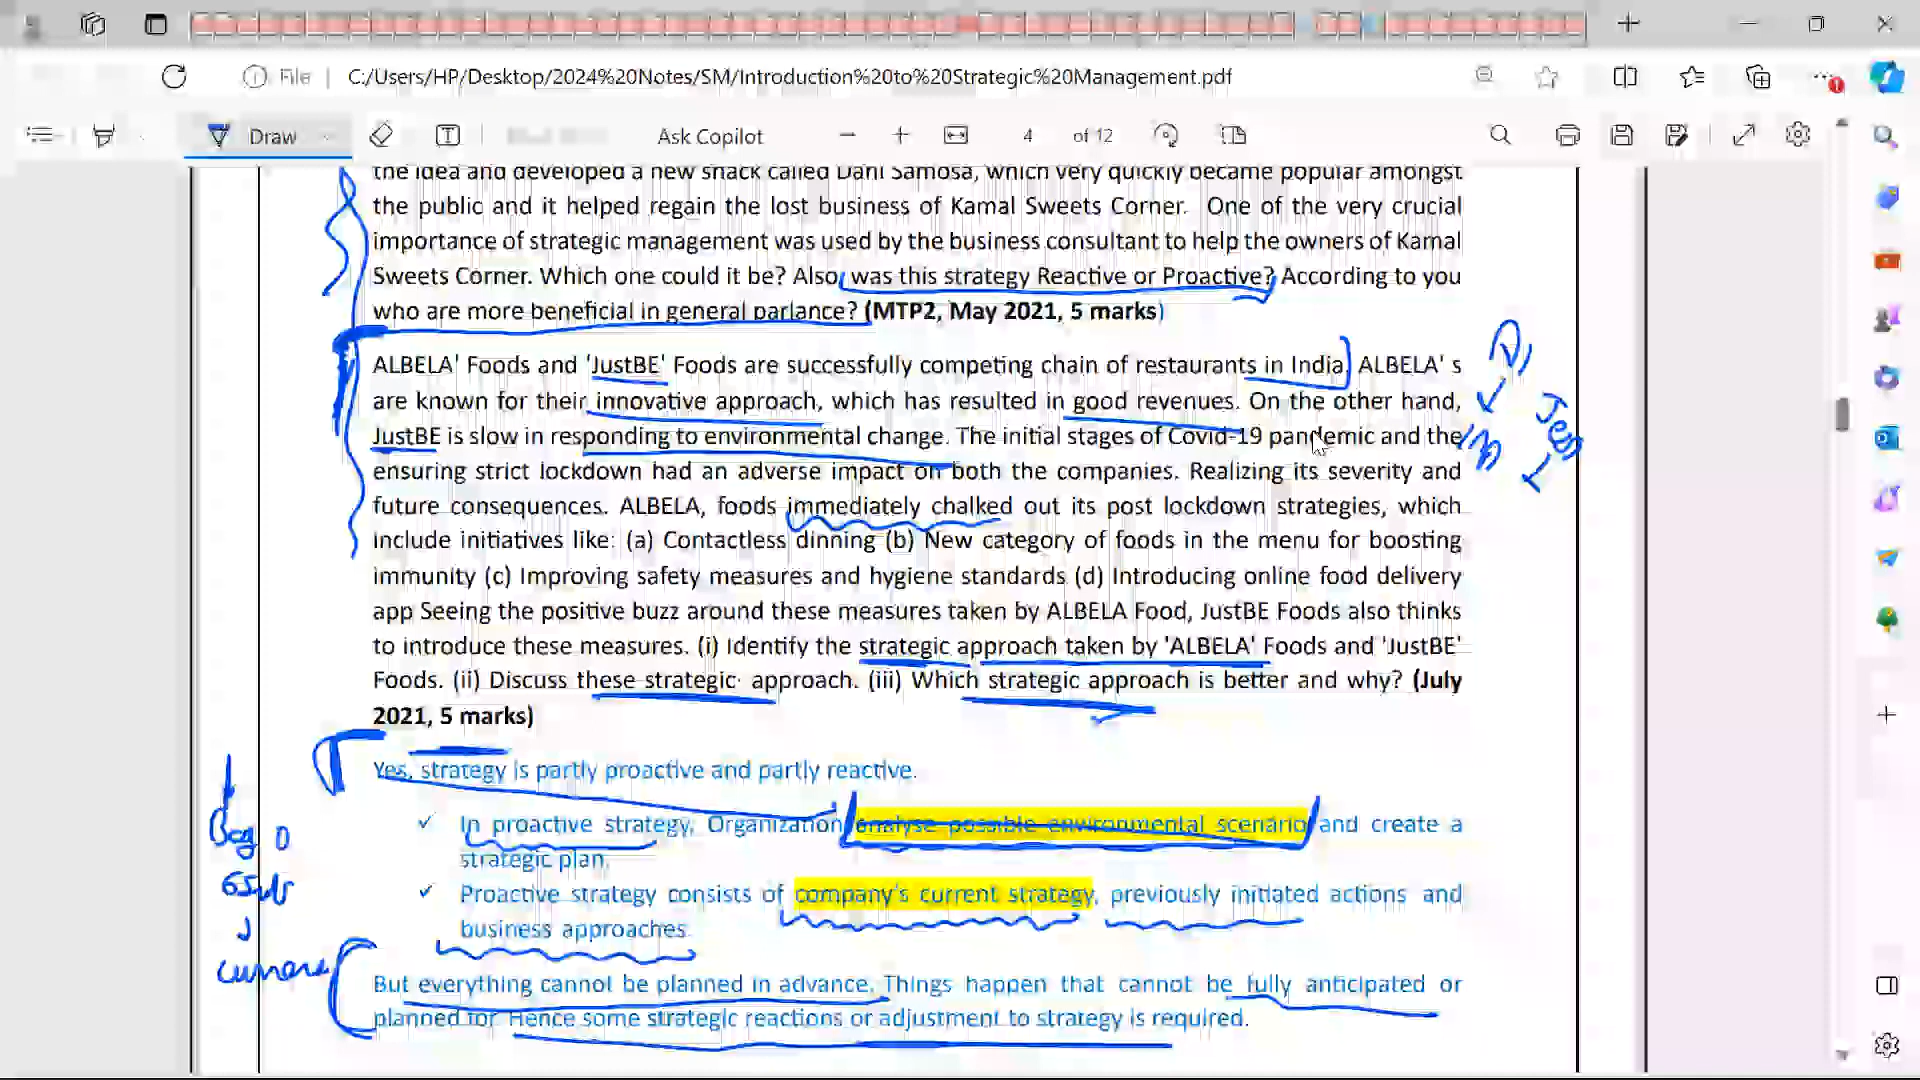 File
C:/Users/HP/Desktop/2024%20Notes/SM/Introduction%20to%20Strategic%20Management.pdf
Draw
Ask Copilot
4 of 12
the idea and developed a new snack called Dahi Samosa, which very quickly became popular amongst
the public and it helped regain the lost business of Kamal Sweets Corner. One of the very crucial
importance of strategic management was used by the business consultant to help the owners of Kamal
Sweets Corner. Which one could it be? Also, was this strategy Reactive or Proactive? According to you
who are more beneficial in general parlance? (MTP2, May 2021, 5 marks)
ALBELA' Foods and 'JustBE' Foods are successfully competing chain of restaurants in India. ALBELA' s
are known for their innovative approach, which has resulted in good revenues. On the other hand,
JustBE is slow in responding to environmental change. The initial stages of Covid-19 pandemic and the
ensuring strict lockdown had an adverse impact on both the companies. Realizing its severity and
future consequences. ALBELA, foods immediately chalked out its post lockdown strategies, which
include initiatives like: (a) Contactless dinning (b) New category of foods in the menu for boosting
immunity (c) Improving safety measures and hygiene standards (d) Introducing online food delivery
app Seeing the positive buzz around these measures taken by ALBELA Food, JustBE Foods also thinks
to introduce these measures. (i) Identify the strategic approach taken by 'ALBELA' Foods and 'JustBE'
Foods. (ii) Discuss these strategic approach. (iii) Which strategic approach is better and why? (July
2021, 5 marks)
Yes, strategy is partly proactive and partly reactive.
✓ In proactive strategy, Organization analyse possible environmental scenario and create a
strategic plan.
✓ Proactive strategy consists of company's current strategy, previously initiated actions and
business approaches.
But everything cannot be planned in advance. Things happen that cannot be fully anticipated or
planned for. Hence some strategic reactions or adjustment to strategy is required.